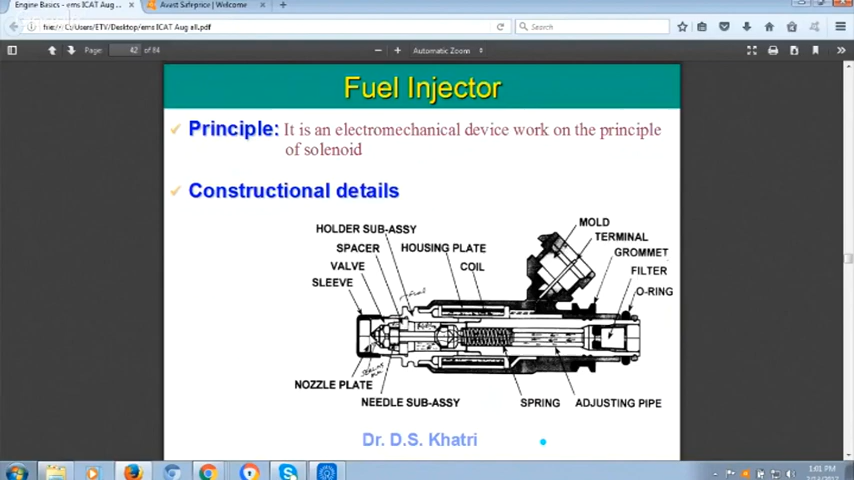 Engine Basics - ems ICAT Aug ...
Avast Safeprice | Welcome
file:///C:/Users/ETV/Desktop/ems ICAT Aug all.pdf
Search
Page: 42 of 84
Automatic Zoom
Fuel Injector
Principle: It is an electromechanical device work on the principle
of solenoid
Constructional details
HOLDER SUB-ASSY
SPACER
HOUSING PLATE
VALVE
COIL
SLEEVE
MOLD
TERMINAL
GROMMET
FILTER
O-RING
NOZZLE PLATE
NEEDLE SUB-ASSY
SPRING
ADJUSTING PIPE
Dr. D.S. Khatri
1:01 PM